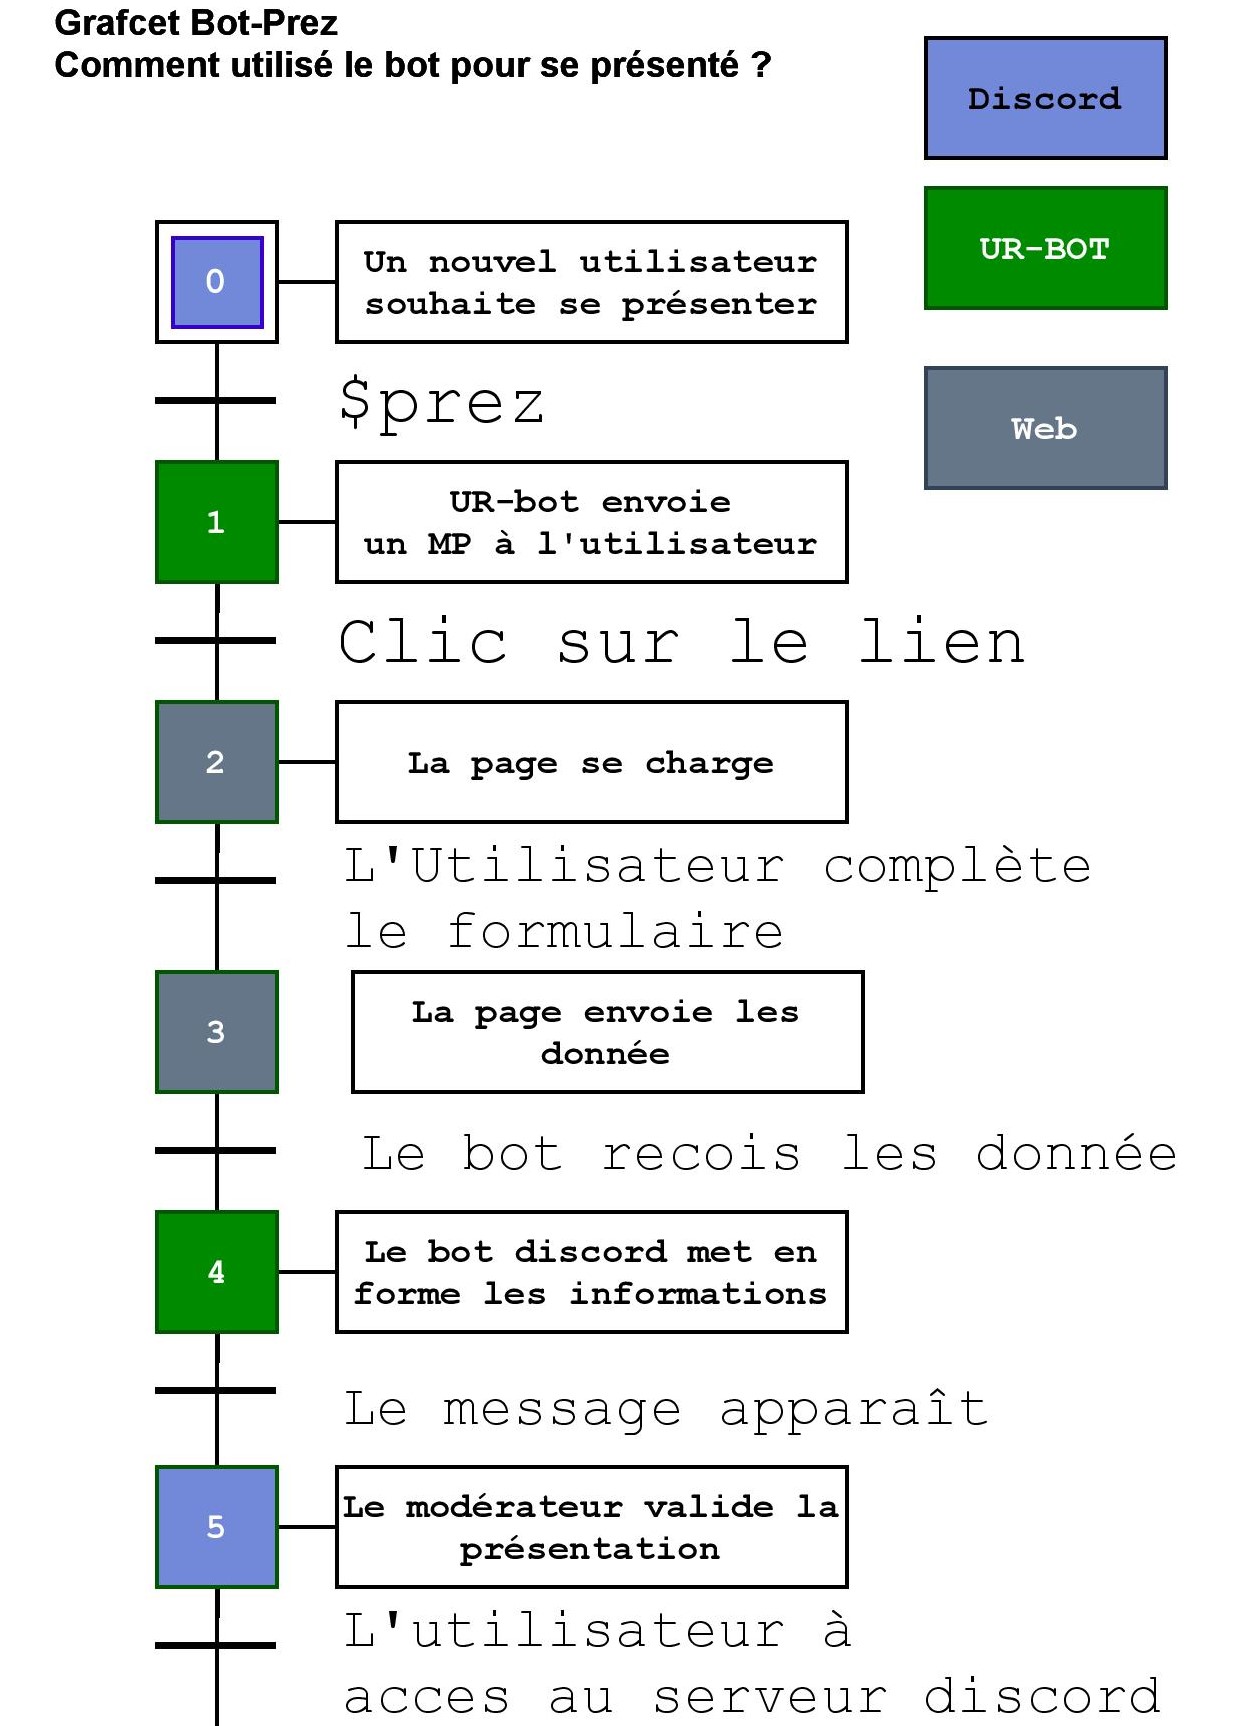 Grafcet Bot-Prez
Comment utilisé le bot pour se présenté ?
Discord
UR-BOT
Web
0
Un nouvel utilisateur
souhaite se présenter
$prez
1
UR-bot envoie
un MP à l'utilisateur
Clic sur le lien
2
La page se charge
L'Utilisateur complète
le formulaire
3
La page envoie les
donnée
Le bot recois les donnée
4
Le bot discord met en
forme les informations
Le message apparaît
5
Le modérateur valide la
présentation
L'utilisateur à
acces au serveur discord